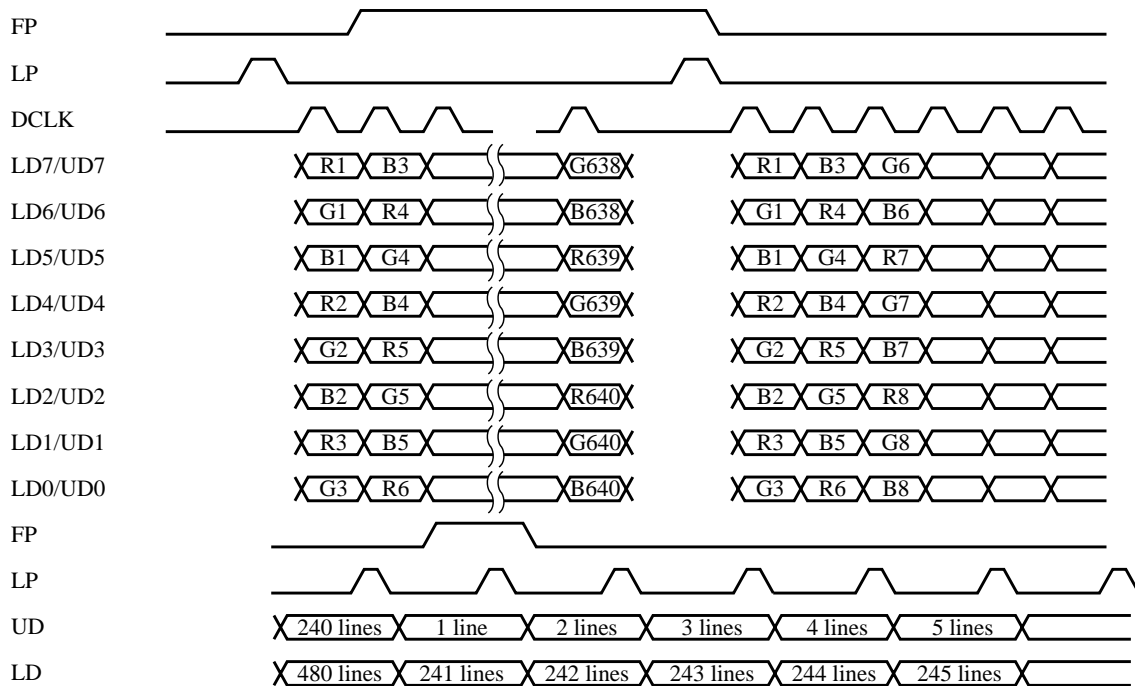 FP
LP
DCLK
LD7/UD7 R1 B3 G638 R1 B3 G6
LD6/UD6 G1 R4 B638 G1 R4 B6
LD5/UD5 B1 G4 R639 B1 G4 R7
LD4/UD4 R2 B4 G639 R2 B4 G7
LD3/UD3 G2 R5 B639 G2 R5 B7
LD2/UD2 B2 G5 R640 B2 G5 R8
LD1/UD1 R3 B5 G640 R3 B5 G8
LD0/UD0 G3 R6 B640 G3 R6 B8
FP
LP
UD 240 lines 1 line 2 lines 3 lines 4 lines 5 lines
LD 480 lines 241 lines 242 lines 243 lines 244 lines 245 lines